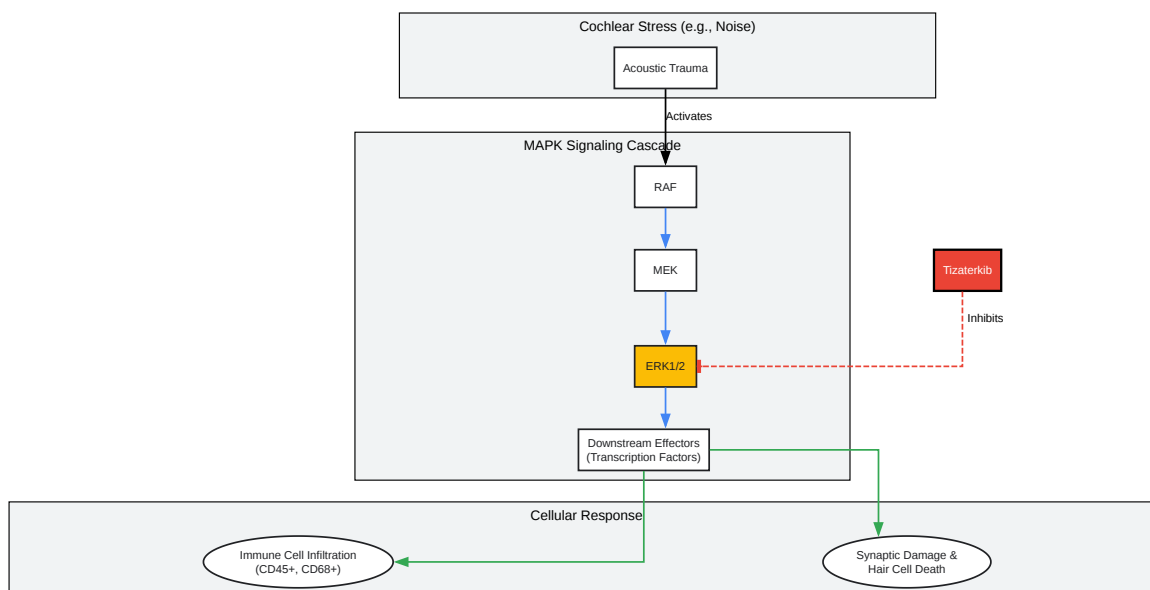 Cochlear Stress (e.g., Noise)
Acoustic Trauma
Activates
MAPK Signaling Cascade
RAF
MEK
Tizaterkib
Inhibits
ERK1/2
Downstream Effectors
(Transcription Factors)
Cellular Response
Immune Cell Infiltration
(CD45+, CD68+)
Synaptic Damage &
Hair Cell Death